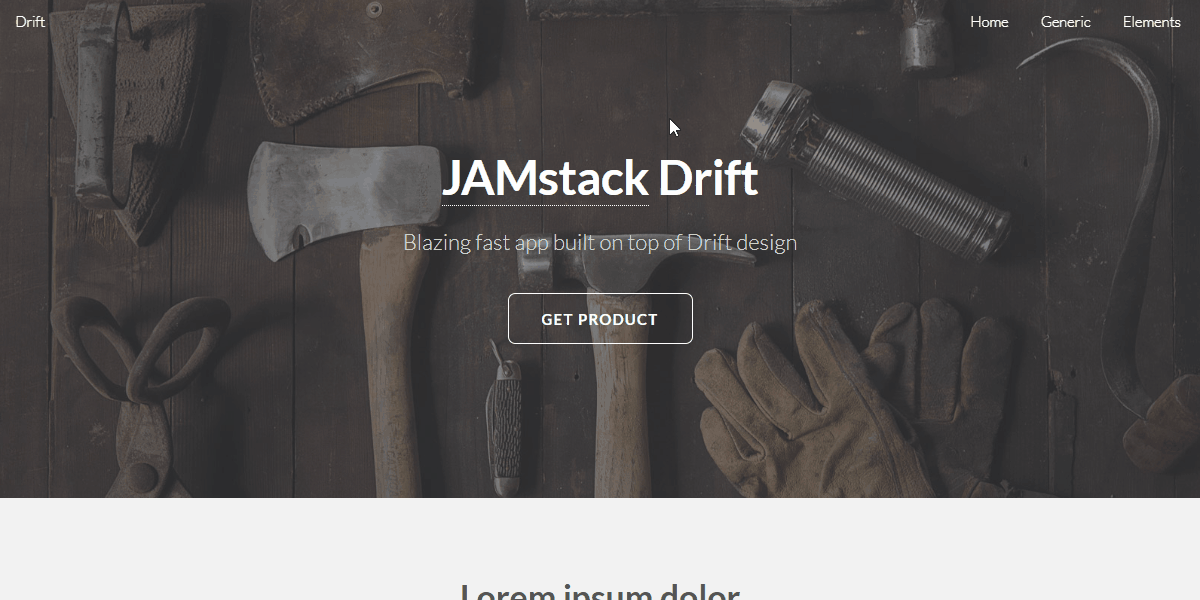 Drift
Home Generic Elements
JAMstack Drift
Blazing fast app built on top of Drift design
GET PRODUCT
Lorem ipsum dolor